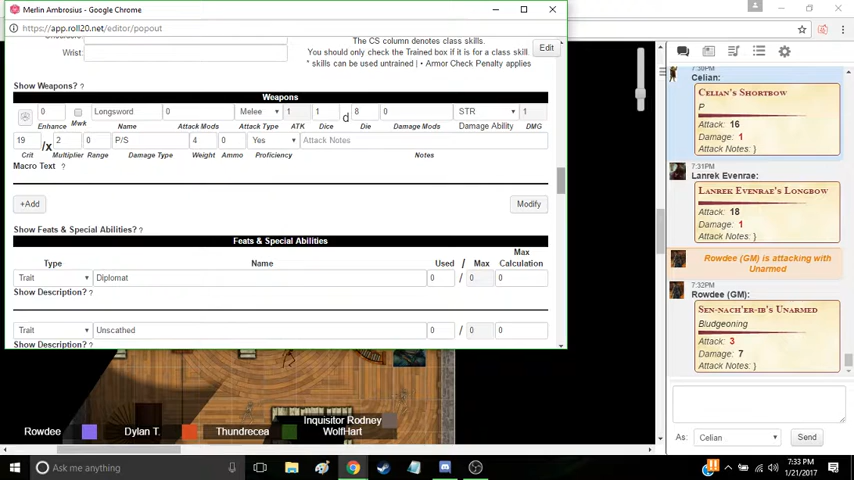 Merlin Ambrosius - Google Chrome
https://app.roll20.net/editor/popout
The CS column denotes class skills.
Wrist:
You should only check the Trained box if it is for a class skill.
* skills can be used untrained | • Armor Check Penalty applies
Edit
Show Weapons? ?
Weapons
0 Longsword 0 Melee 1 1 d 8 0 STR 1
Enhance Mwk Name Attack Mods Attack Type ATK Dice Die Damage Mods Damage Ability DMG
19 /x 2 0 P/S 4 0 Yes Attack Notes
Crit Multiplier Range Damage Type Weight Ammo Proficiency Notes
Macro Text ?
+Add
Modify
Show Feats & Special Abilities? ?
Feats & Special Abilities
Type Name Used / Max Max Calculation
Trait Diplomat 0 / 0 0
Show Description? ?
Trait Unscathed 0 / 0 0
Show Description? ?
Rowdee
Dylan T.
Thundrecea
Inquisitor Rodney
WolfHart
7:30PM
Celian:
Celian's Shortbow
P
Attack: 16
Damage: 1
Attack Notes: }
7:31PM
Lanrek Evenrae:
Lanrek Evenrae's Longbow
Attack: 18
Damage: 1
Attack Notes: }
Rowdee (GM) is attacking with
Unarmed
7:32PM
Rowdee (GM):
Sen-nach'er-ib's Unarmed
Bludgeoning
Attack: 3
Damage: 7
Attack Notes: }
As: Celian Send
Ask me anything
7:33 PM
1/21/2017